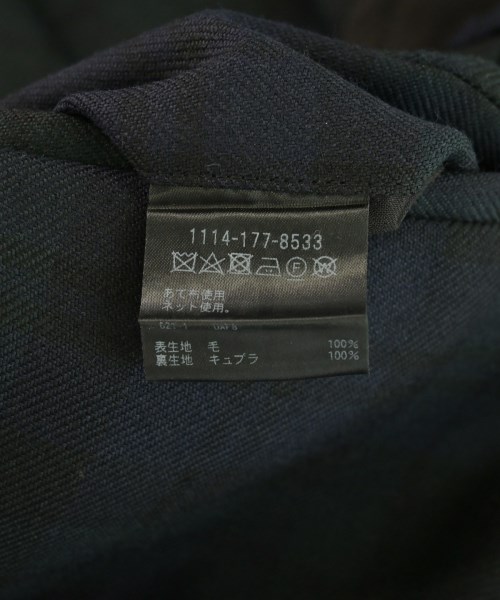 1114-177-8533
F W
あて布使用
ネット使用。
表生地 毛 100%
裏生地 キュプラ 100%